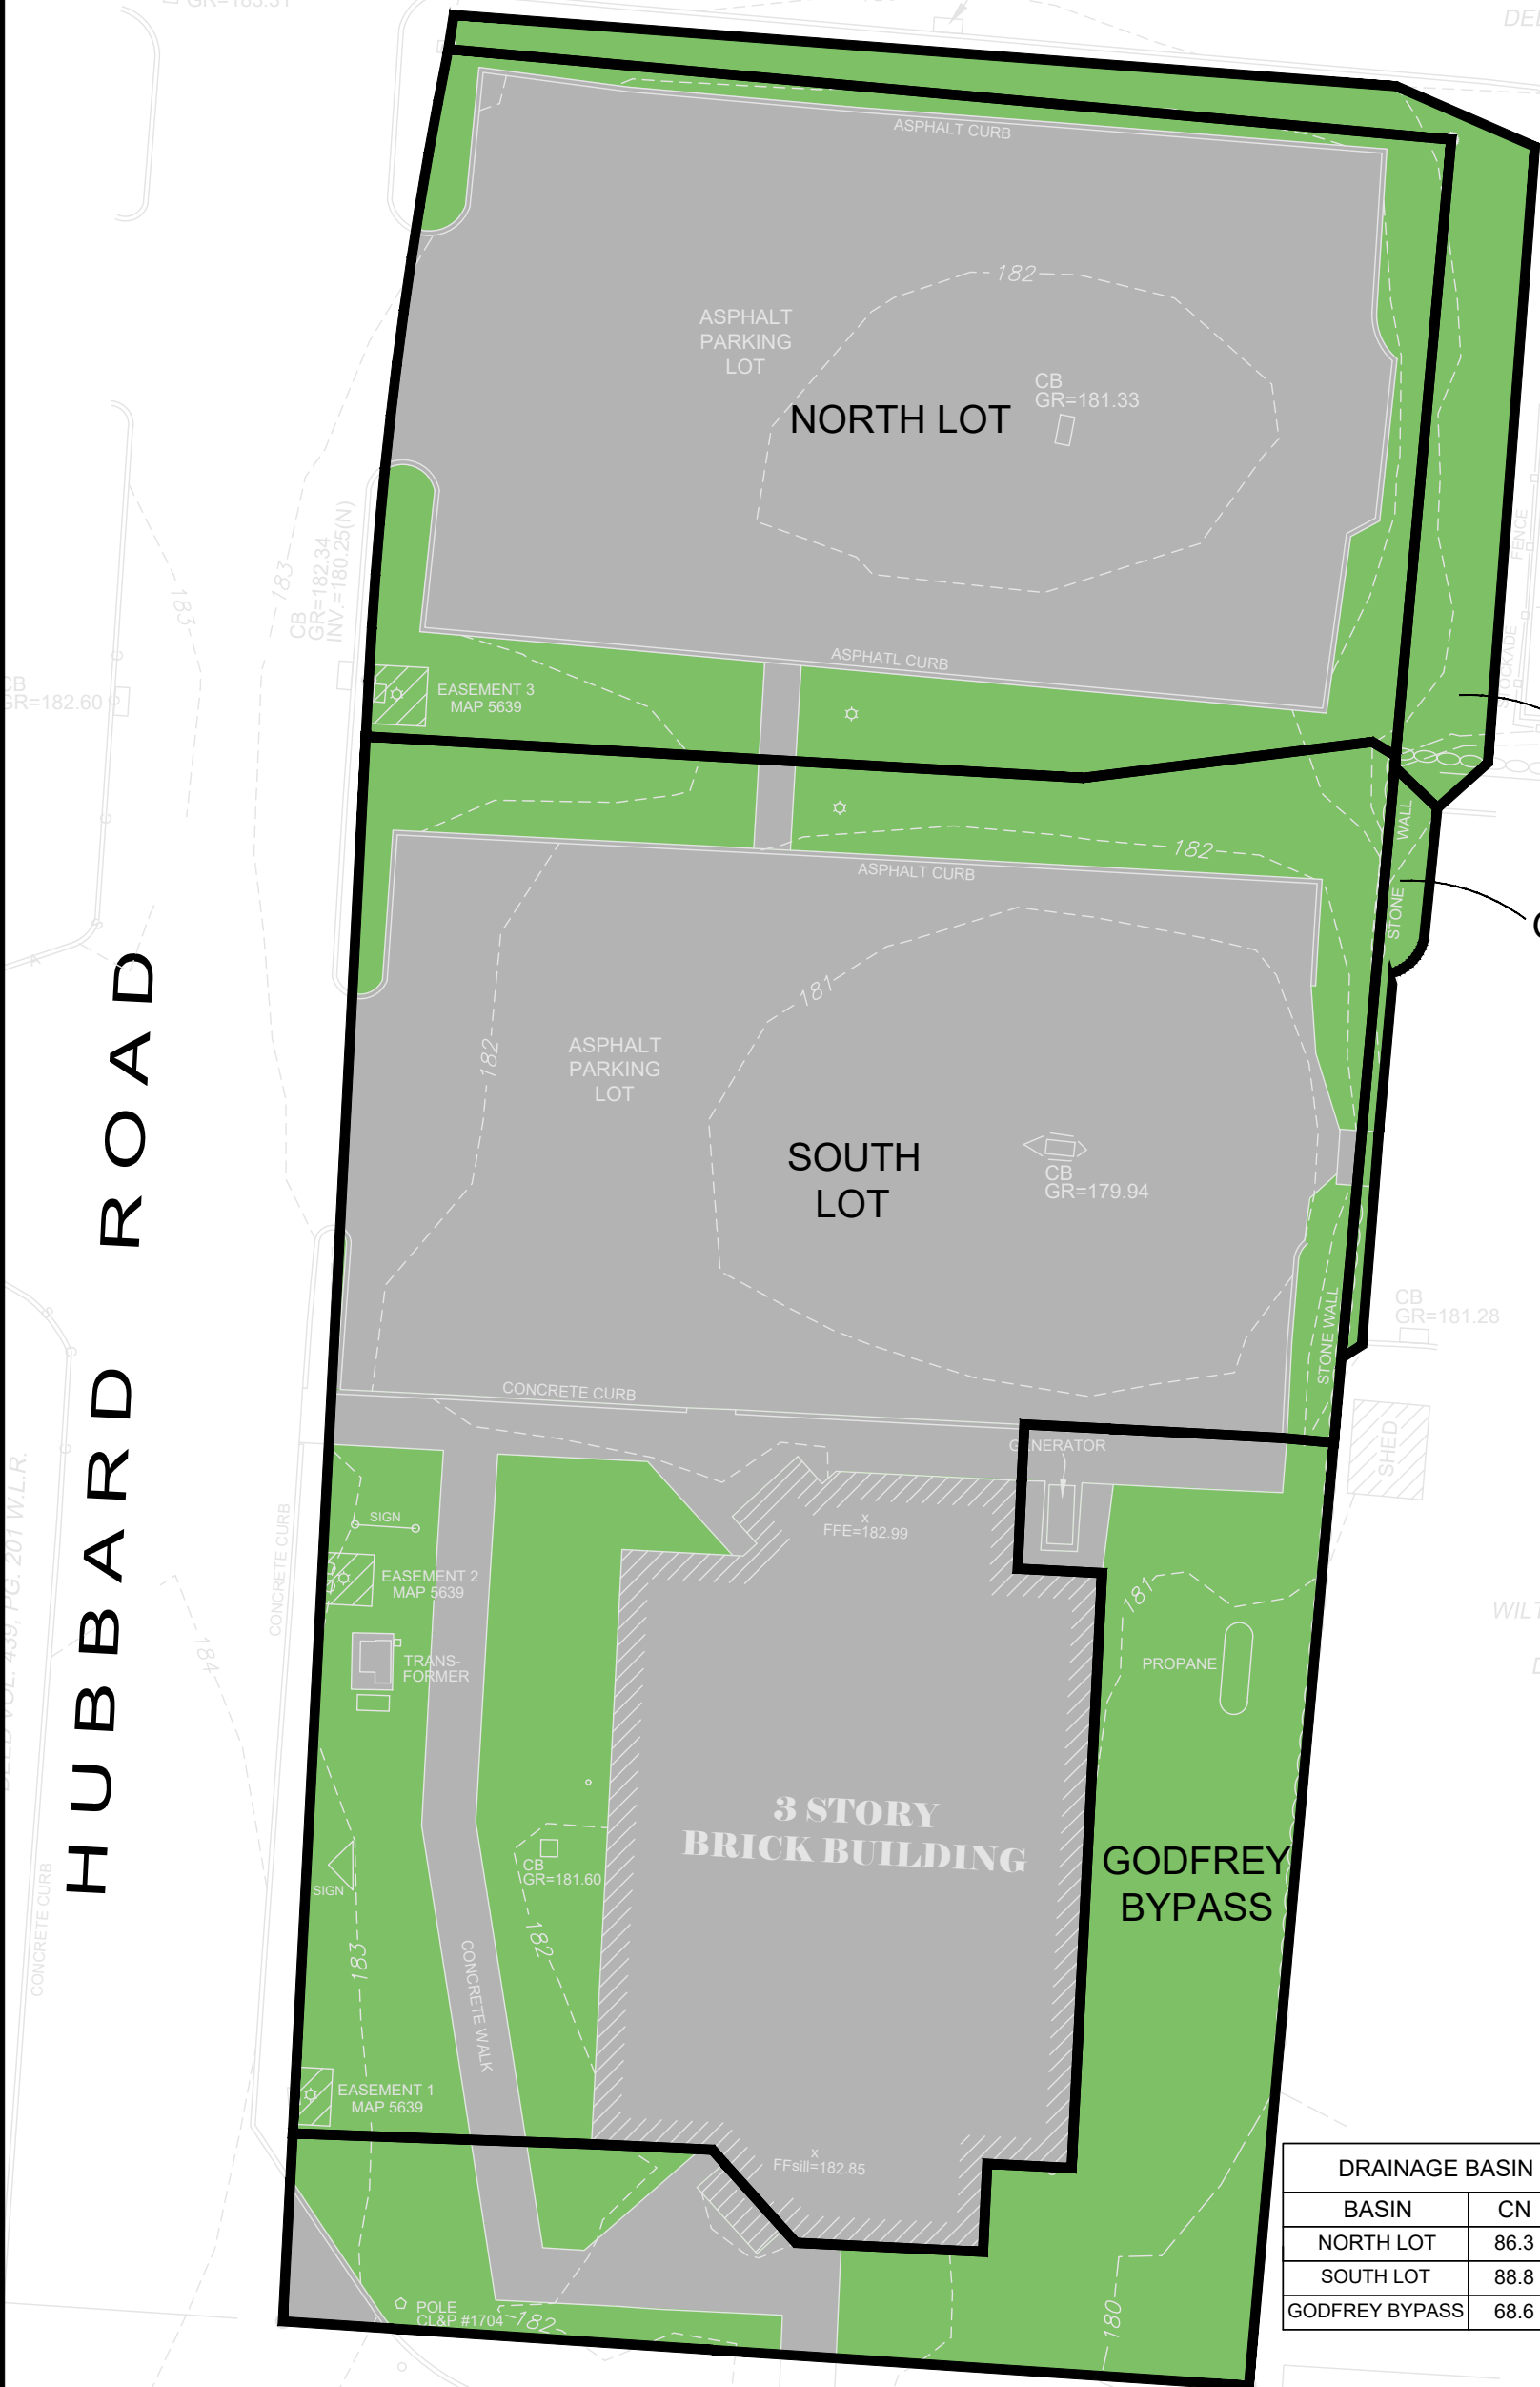 GR=183.31
ASPHALT CURB
182
ASPHALT
PARKING
LOT
CB
GR=181.33
NORTH LOT
183
183
CB
GR=182.34
INV.=180.25(N)
FENCE
STOCKADE
CB
GR=182.60
ASPHATL CURB
EASEMENT 3
MAP 5639
STONE WALL
182
ASPHALT CURB
181
182
ASPHALT
PARKING
LOT
SOUTH
LOT
CB
GR=179.94
HUBBARD ROAD
CB
GR=181.28
STONE WALL
CONCRETE CURB
GENERATOR
SHED
SIGN
x
FFE=182.99
CONCRETE CURB
EASEMENT 2
MAP 5639
181
184
TRANS-
FORMER
PROPANE
3 STORY
BRICK BUILDING
GODFREY
BYPASS
CB
GR=181.60
SIGN
182
183
CONCRETE CURB
CONCRETE WALK
EASEMENT 1
MAP 5639
x
FFsill=182.85
POLE
CL&P #1704
182
180
DRAINAGE BASIN
BASIN CN
NORTH LOT 86.3
SOUTH LOT 88.8
GODFREY BYPASS 68.6